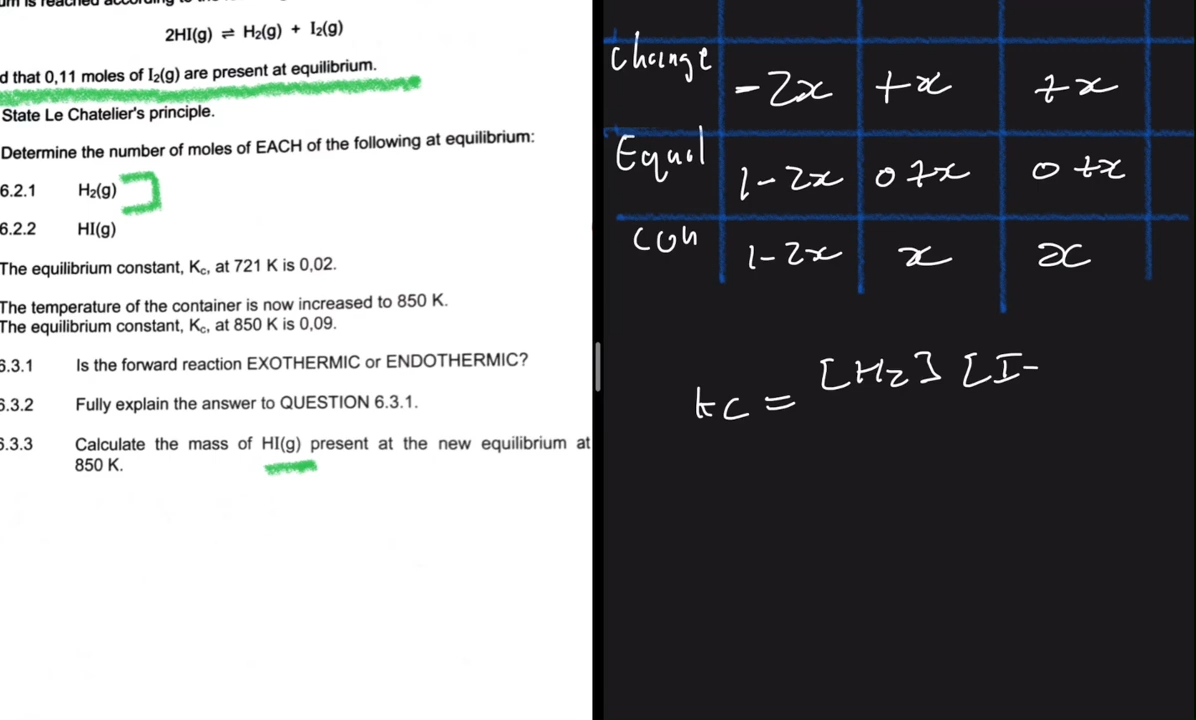 2HI(g) ⇌ H₂(g) + I₂(g)
d that 0,11 moles of I₂(g) are present at equilibrium.
State Le Chatelier's principle.
Determine the number of moles of EACH of the following at equilibrium:
6.2.1 H₂(g)
6.2.2 HI(g)
The equilibrium constant, Kc, at 721 K is 0,02.
The temperature of the container is now increased to 850 K.
The equilibrium constant, Kc, at 850 K is 0,09.
6.3.1 Is the forward reaction EXOTHERMIC or ENDOTHERMIC?
6.3.2 Fully explain the answer to QUESTION 6.3.1.
6.3.3 Calculate the mass of HI(g) present at the new equilibrium at
850 K.
Change -2x +x +x
Equil 1-2x 0+x 0+x
con 1-2x x x
kc = [H2] [I-